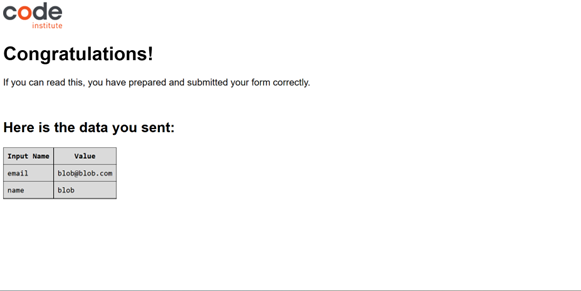 code
institute
Congratulations!
If you can read this, you have prepared and submitted your form correctly.
Here is the data you sent:
Input Name Value
email blob@blob.com
name blob